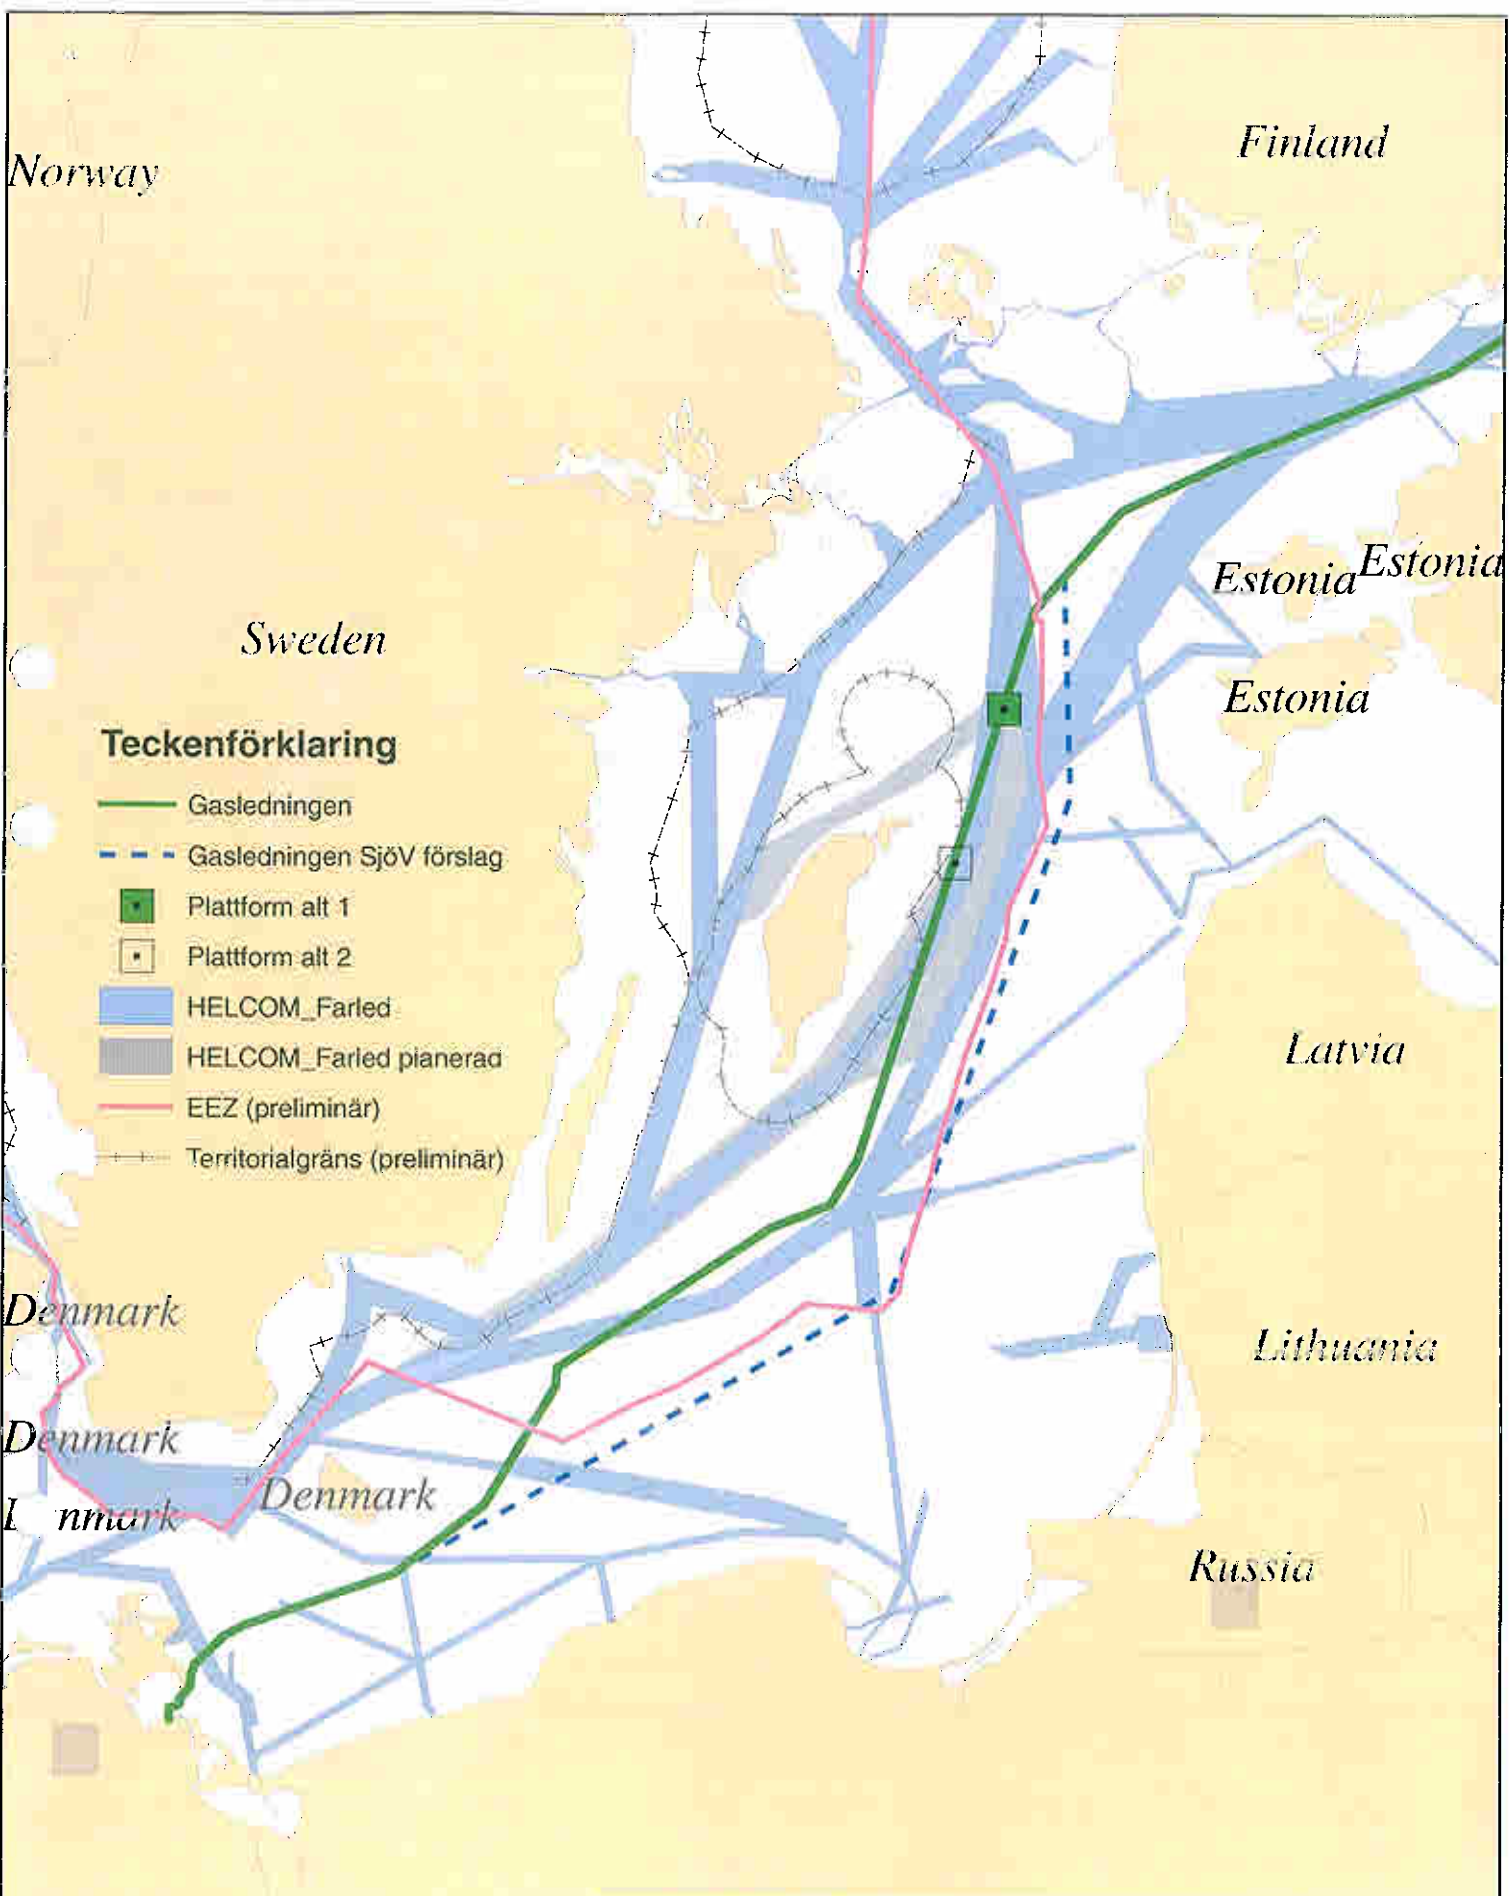 Finland
Norway
Estonia
Estonia
Sweden
Estonia
Teckenförklaring
Gasledningen
Gasledningen SjöV förslag
Plattform alt 1
Plattform alt 2
HELCOM_Farled
HELCOM_Farled planerad
EEZ (preliminär)
Territorialgräns (preliminär)
Latvia
Denmark
Lithuania
Denmark
Denmark
Russia